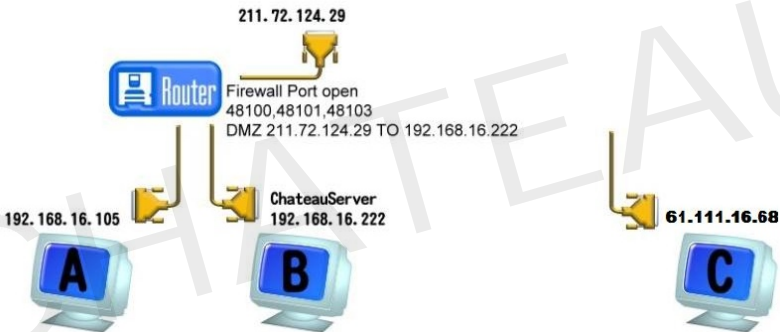 211.72.124.29
Router
Firewall Port open
48100,48101,48103
DMZ 211.72.124.29 TO 192.168.16.222
ChateauServer
192.168.16.105
192.168.16.222
61.111.16.68
A
B
C
CHATEAU